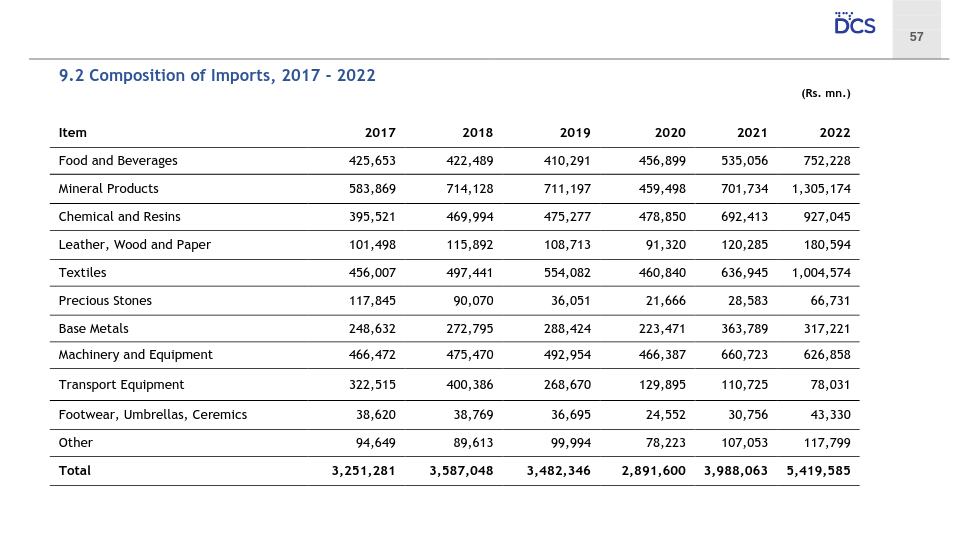 DCS
57
9.2 Composition of Imports, 2017 - 2022
(Rs. mn.)
Item 2017 2018 2019 2020 2021 2022
Food and Beverages 425,653 422,489 410,291 456,899 535,056 752,228
Mineral Products 583,869 714,128 711,197 459,498 701,734 1,305,174
Chemical and Resins 395,521 469,994 475,277 478,850 692,413 927,045
Leather, Wood and Paper 101,498 115,892 108,713 91,320 120,285 180,594
Textiles 456,007 497,441 554,082 460,840 636,945 1,004,574
Precious Stones 117,845 90,070 36,051 21,666 28,583 66,731
Base Metals 248,632 272,795 288,424 223,471 363,789 317,221
Machinery and Equipment 466,472 475,470 492,954 466,387 660,723 626,858
Transport Equipment 322,515 400,386 268,670 129,895 110,725 78,031
Footwear, Umbrellas, Ceremics 38,620 38,769 36,695 24,552 30,756 43,330
Other 94,649 89,613 99,994 78,223 107,053 117,799
Total 3,251,281 3,587,048 3,482,346 2,891,600 3,988,063 5,419,585